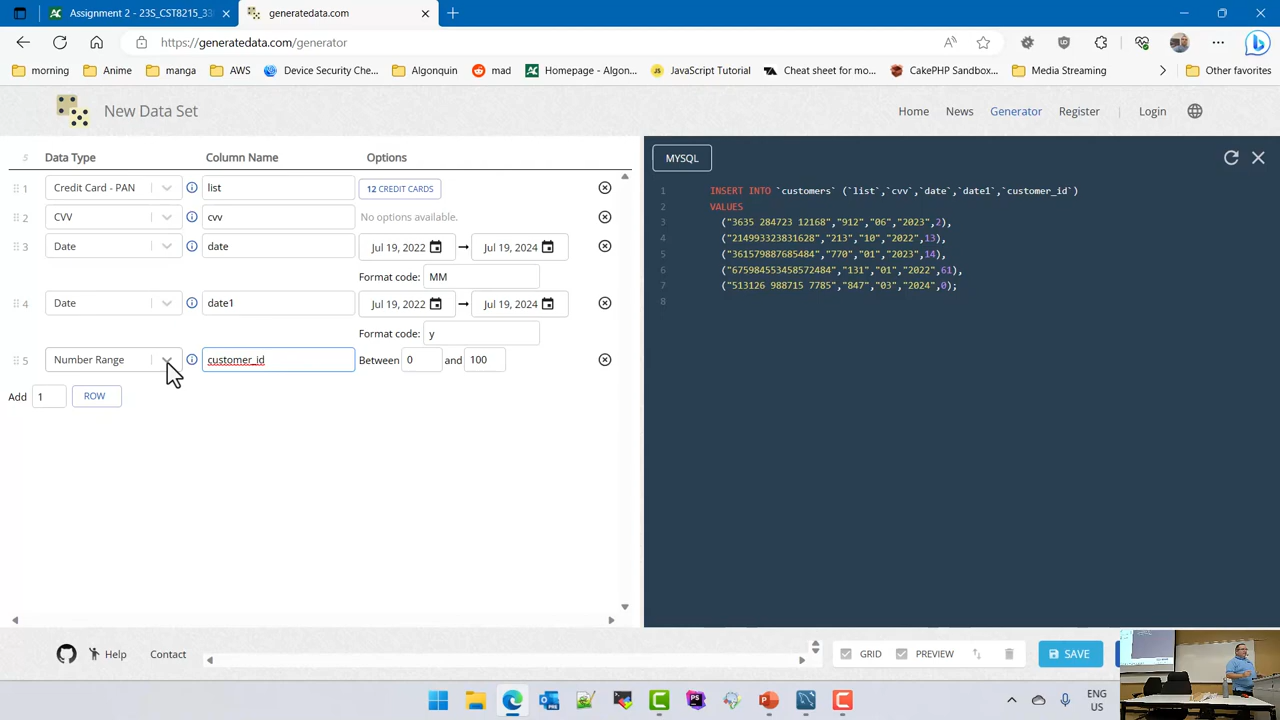 Assignment 2 - 23S_CST8215_33
generatedata.com
https://generatedata.com/generator
morning
Anime
manga
AWS
Device Security Che...
Algonquin
mad
Homepage - Algon...
JavaScript Tutorial
Cheat sheet for mo...
CakePHP Sandbox...
Media Streaming
Other favorites
New Data Set
Home
News
Generator
Register
Login
5 Data Type Column Name Options
1 Credit Card - PAN list 12 CREDIT CARDS
2 CVV cvv No options available.
3 Date date Jul 19, 2022 → Jul 19, 2024
Format code: MM
4 Date date1 Jul 19, 2022 → Jul 19, 2024
Format code: y
5 Number Range customer_id Between 0 and 100
Add 1 ROW
MYSQL
1 INSERT INTO `customers` (`list`,`cvv`,`date`,`date1`,`customer_id`)
2 VALUES
3 ("3635 284723 12168","912","06","2023",2),
4 ("214993323831628","213","10","2022",13),
5 ("361579887685484","770","01","2023",14),
6 ("675984553458572484","131","01","2022",61),
7 ("513126 988715 7785","847","03","2024",0);
8
Help
Contact
GRID
PREVIEW
SAVE
ENG
US